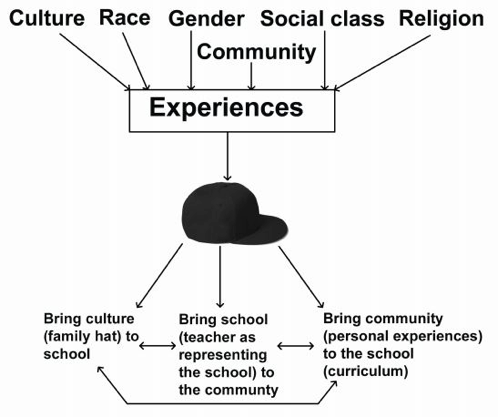 Culture Race Gender Social class Religion
Community
Experiences
Bring culture
(family hat) to
school
Bring school
(teacher as
representing
the school) to
the communty
Bring community
(personal experiences)
to the school
(curriculum)